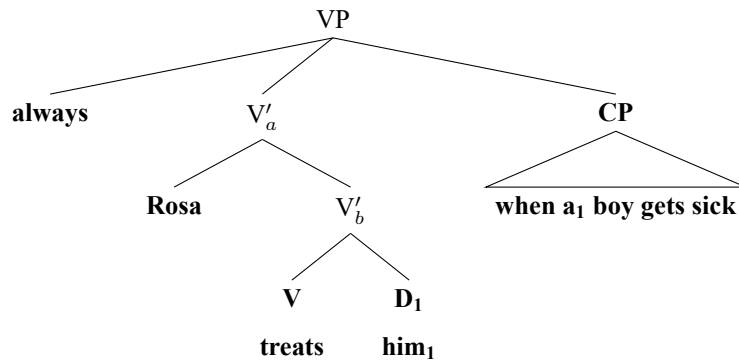 VP
always V′a CP
Rosa V′b when a1 boy gets sick
V D1
treats him1